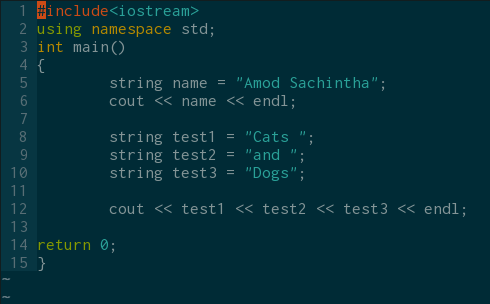 1 #include<iostream>
2 using namespace std;
3 int main()
4 {
5 string name = "Amod Sachintha";
6 cout << name << endl;
7
8 string test1 = "Cats ";
9 string test2 = "and ";
10 string test3 = "Dogs";
11
12 cout << test1 << test2 << test3 << endl;
13
14 return 0;
15 }
~
~